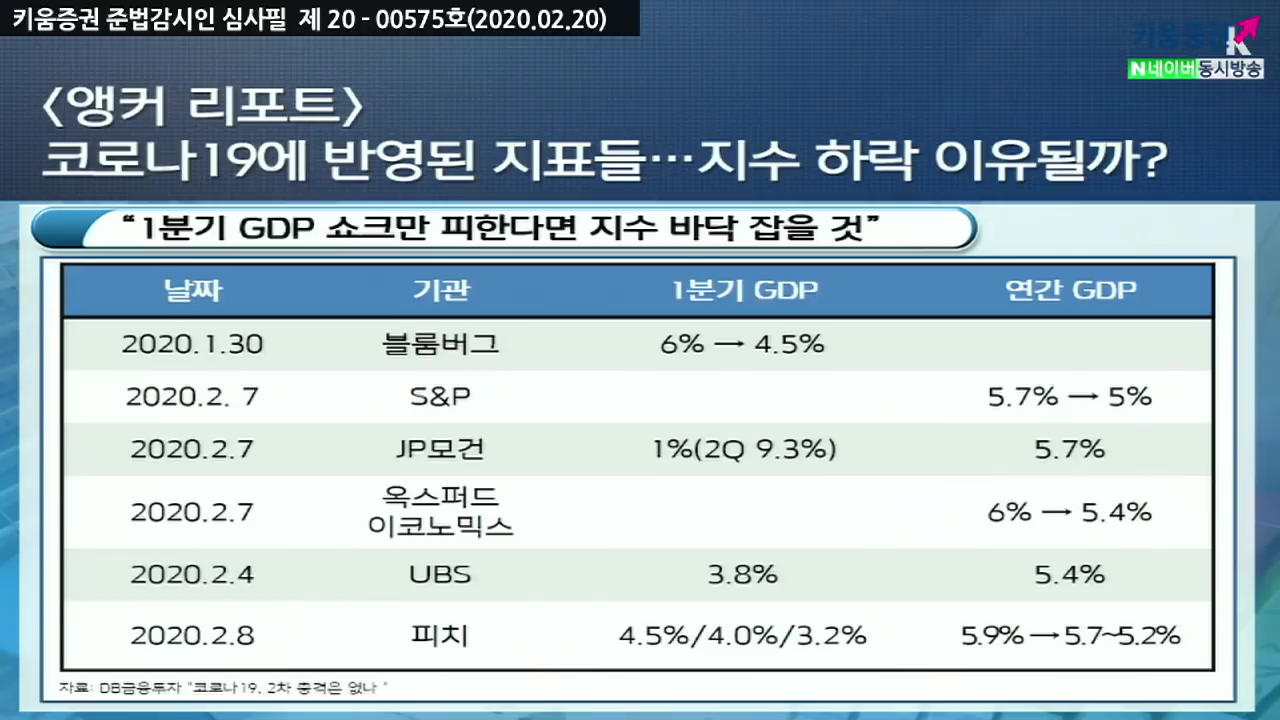 키움증권 준법감시인 심사필 제 20 - 00575호(2020.02.20)
키움증권
N 네이버 동시방송
<앵커 리포트>
코로나19에 반영된 지표들…지수 하락 이유될까?
“1분기 GDP 쇼크만 피한다면 지수 바닥 잡을 것”
날짜 기관 1분기 GDP 연간 GDP
2020.1.30 블룸버그 6% → 4.5%
2020.2. 7 S&P 5.7% → 5%
2020.2.7 JP모건 1%(2Q 9.3%) 5.7%
2020.2.7 옥스퍼드 이코노믹스 6% → 5.4%
2020.2.4 UBS 3.8% 5.4%
2020.2.8 피치 4.5%/4.0%/3.2% 5.9% → 5.7~5.2%
자료: DB금융투자 "코로나19, 2차 충격은 없나"